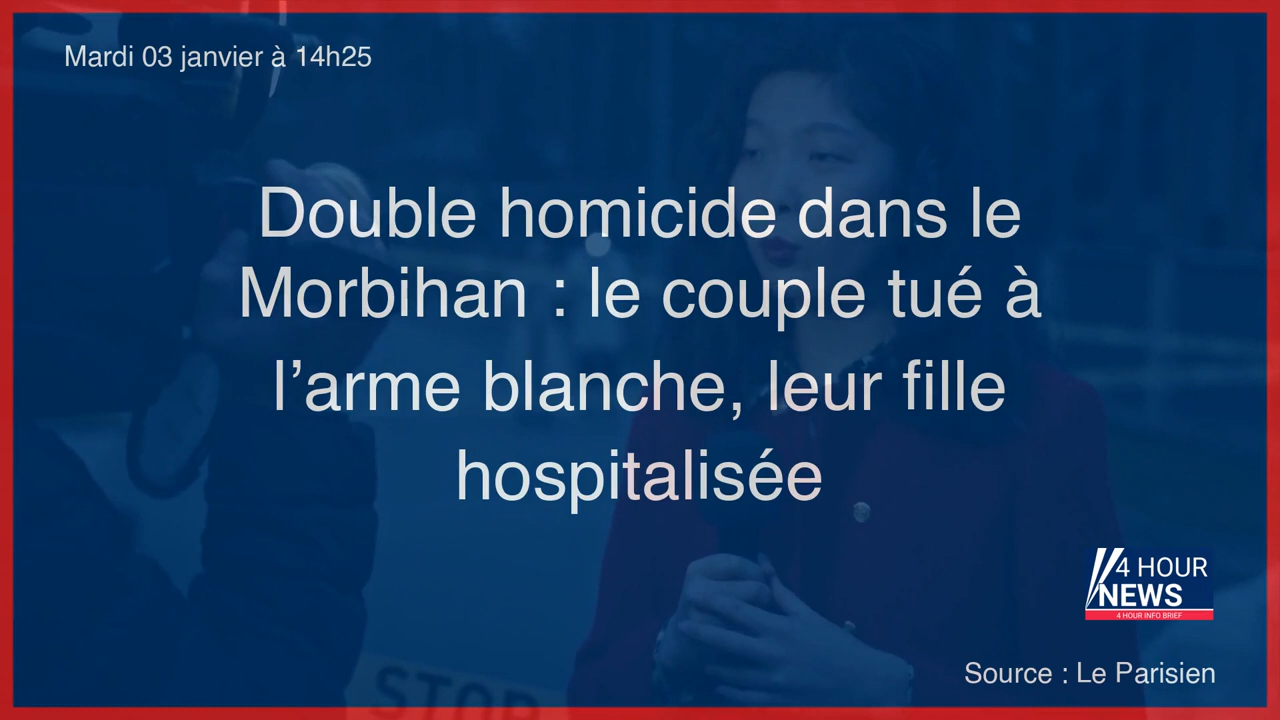 Mardi 03 janvier à 14h25
Double homicide dans le
Morbihan : le couple tué à
l’arme blanche, leur fille
hospitalisée
4 HOUR
NEWS
4 HOUR INFO BRIEF
Source : Le Parisien
STOP